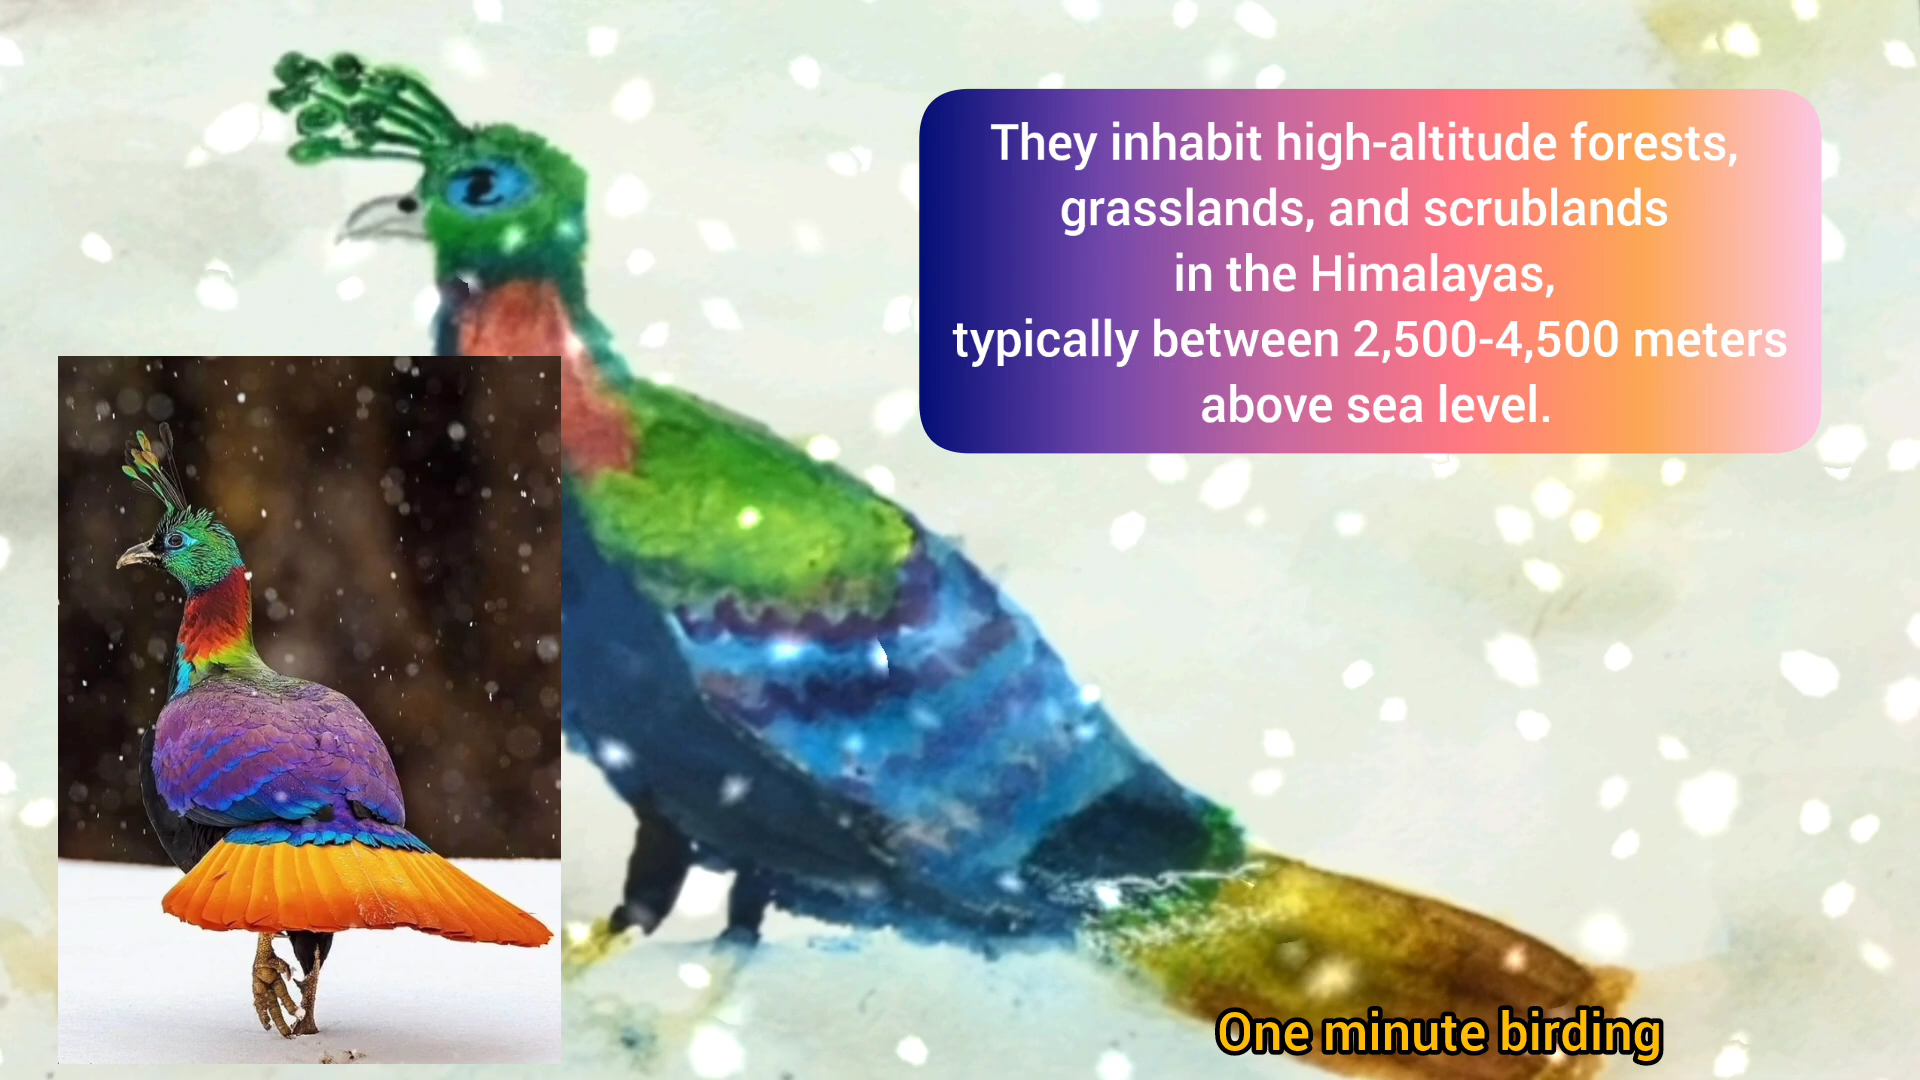 They inhabit high-altitude forests,
grasslands, and scrublands
in the Himalayas,
typically between 2,500-4,500 meters
above sea level.
One minute birding